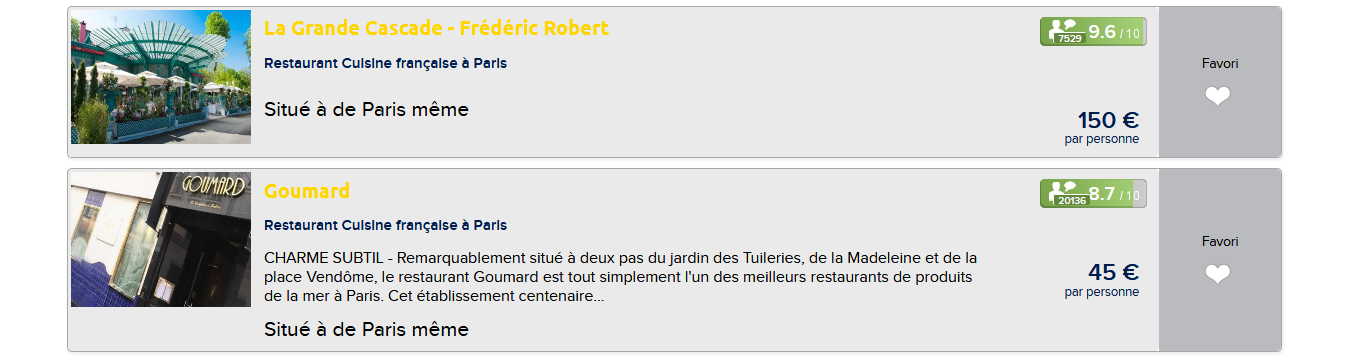 La Grande Cascade - Frédéric Robert
7529 9.6 / 10
Restaurant Cuisine française à Paris
Favori
Situé à de Paris même
150 €
par personne
GOUMARD
Goumard
20136 8.7 / 10
Restaurant Cuisine française à Paris
Favori
CHARME SUBTIL - Remarquablement situé à deux pas du jardin des Tuileries, de la Madeleine et de la
place Vendôme, le restaurant Goumard est tout simplement l'un des meilleurs restaurants de produits
de la mer à Paris. Cet établissement centenaire...
45 €
par personne
Situé à de Paris même